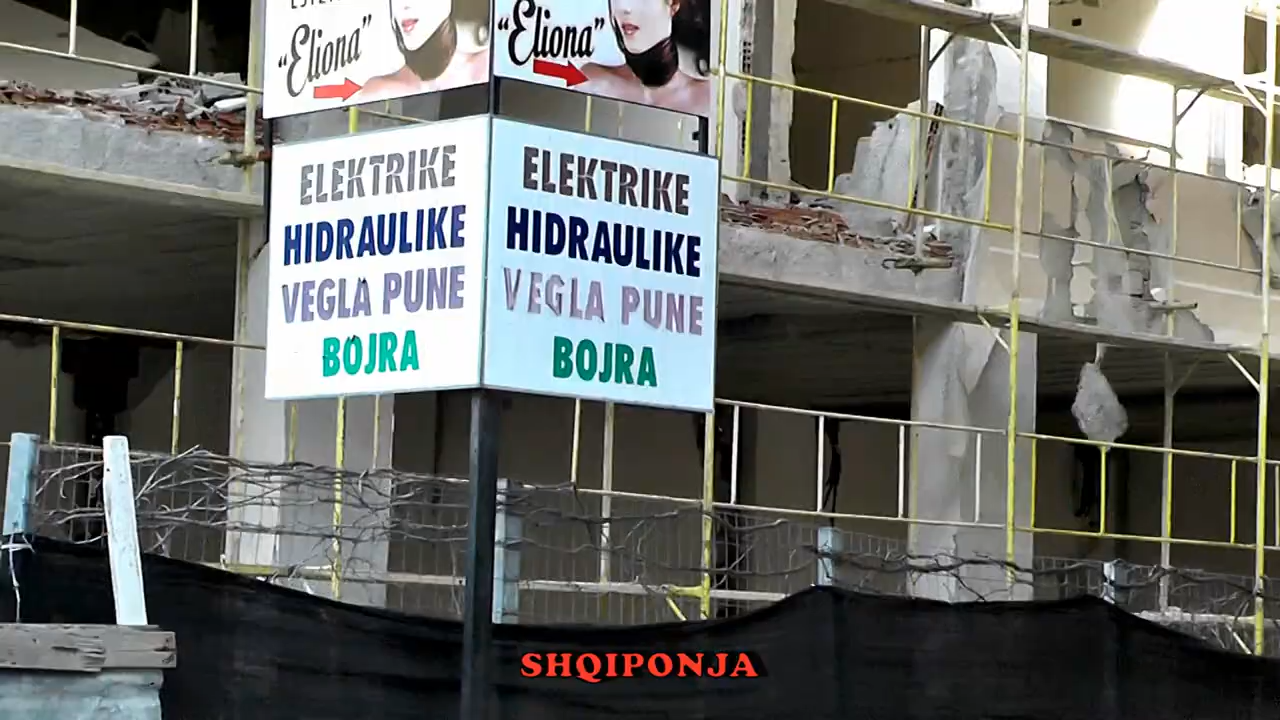 "Eliona"
"Eliona"
ELEKTRIKE
HIDRAULIKE
VEGLA PUNE
BOJRA
ELEKTRIKE
HIDRAULIKE
VEGLA PUNE
BOJRA
SHQIPONJA